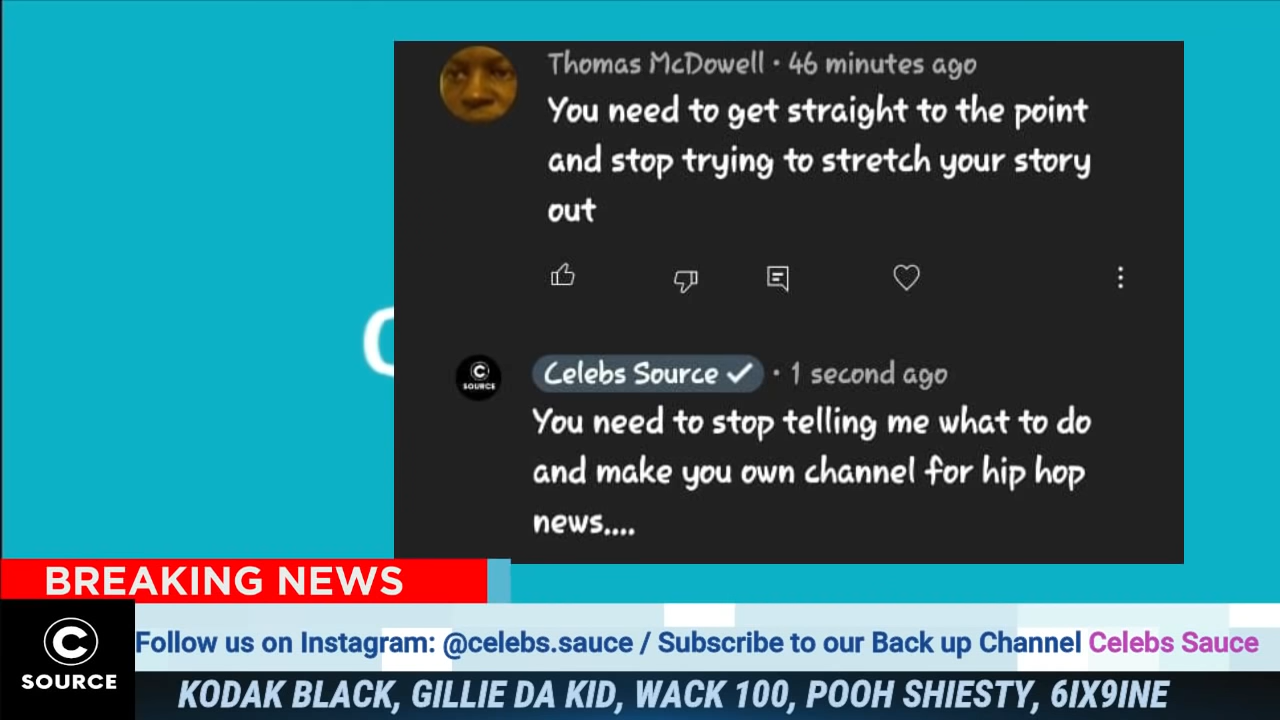 Thomas McDowell • 46 minutes ago
You need to get straight to the point
and stop trying to stretch your story
out
C
SOURCE
Celebs Source ✓ • 1 second ago
You need to stop telling me what to do
and make you own channel for hip hop
news....
BREAKING NEWS
C
SOURCE
Follow us on Instagram: @celebs.sauce / Subscribe to our Back up Channel Celebs Sauce
KODAK BLACK, GILLIE DA KID, WACK 100, POOH SHIESTY, 6IX9INE